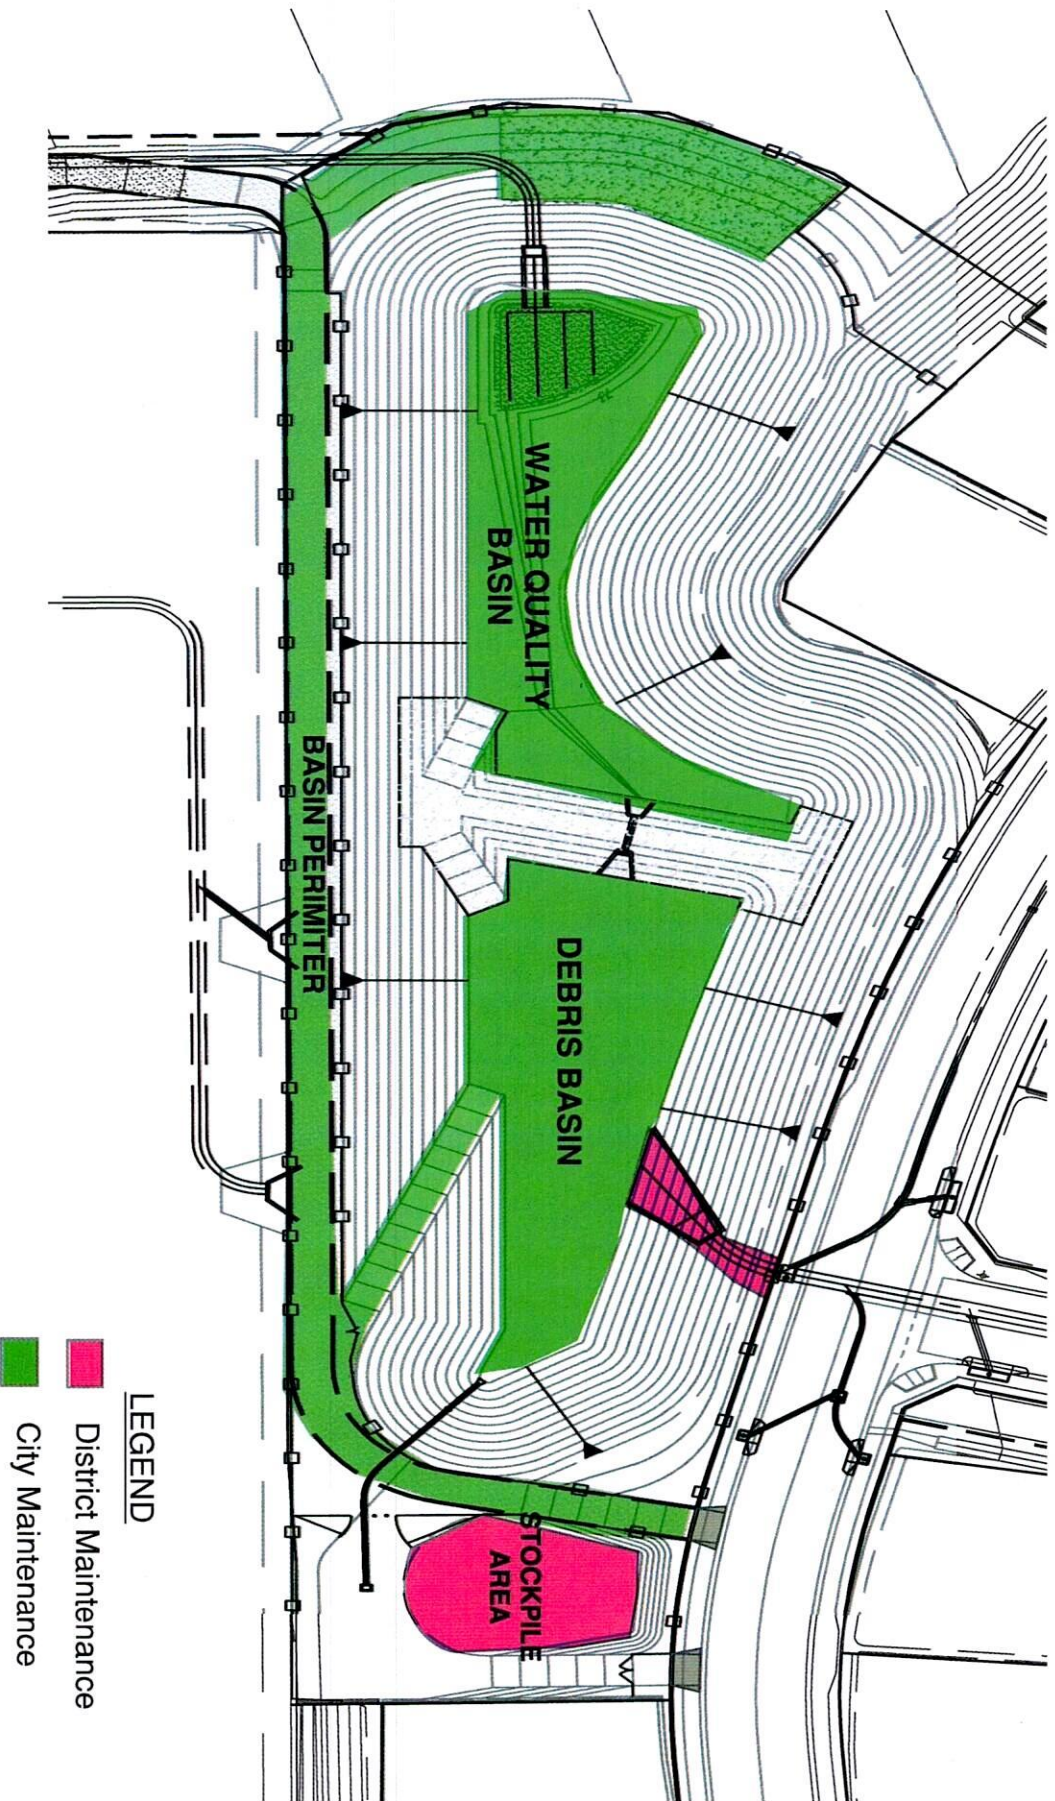 WATER QUALITY
BASIN
DEBRIS BASIN
BASIN PERIMITER
STOCKPILE
AREA
LEGEND
District Maintenance
City Maintenance